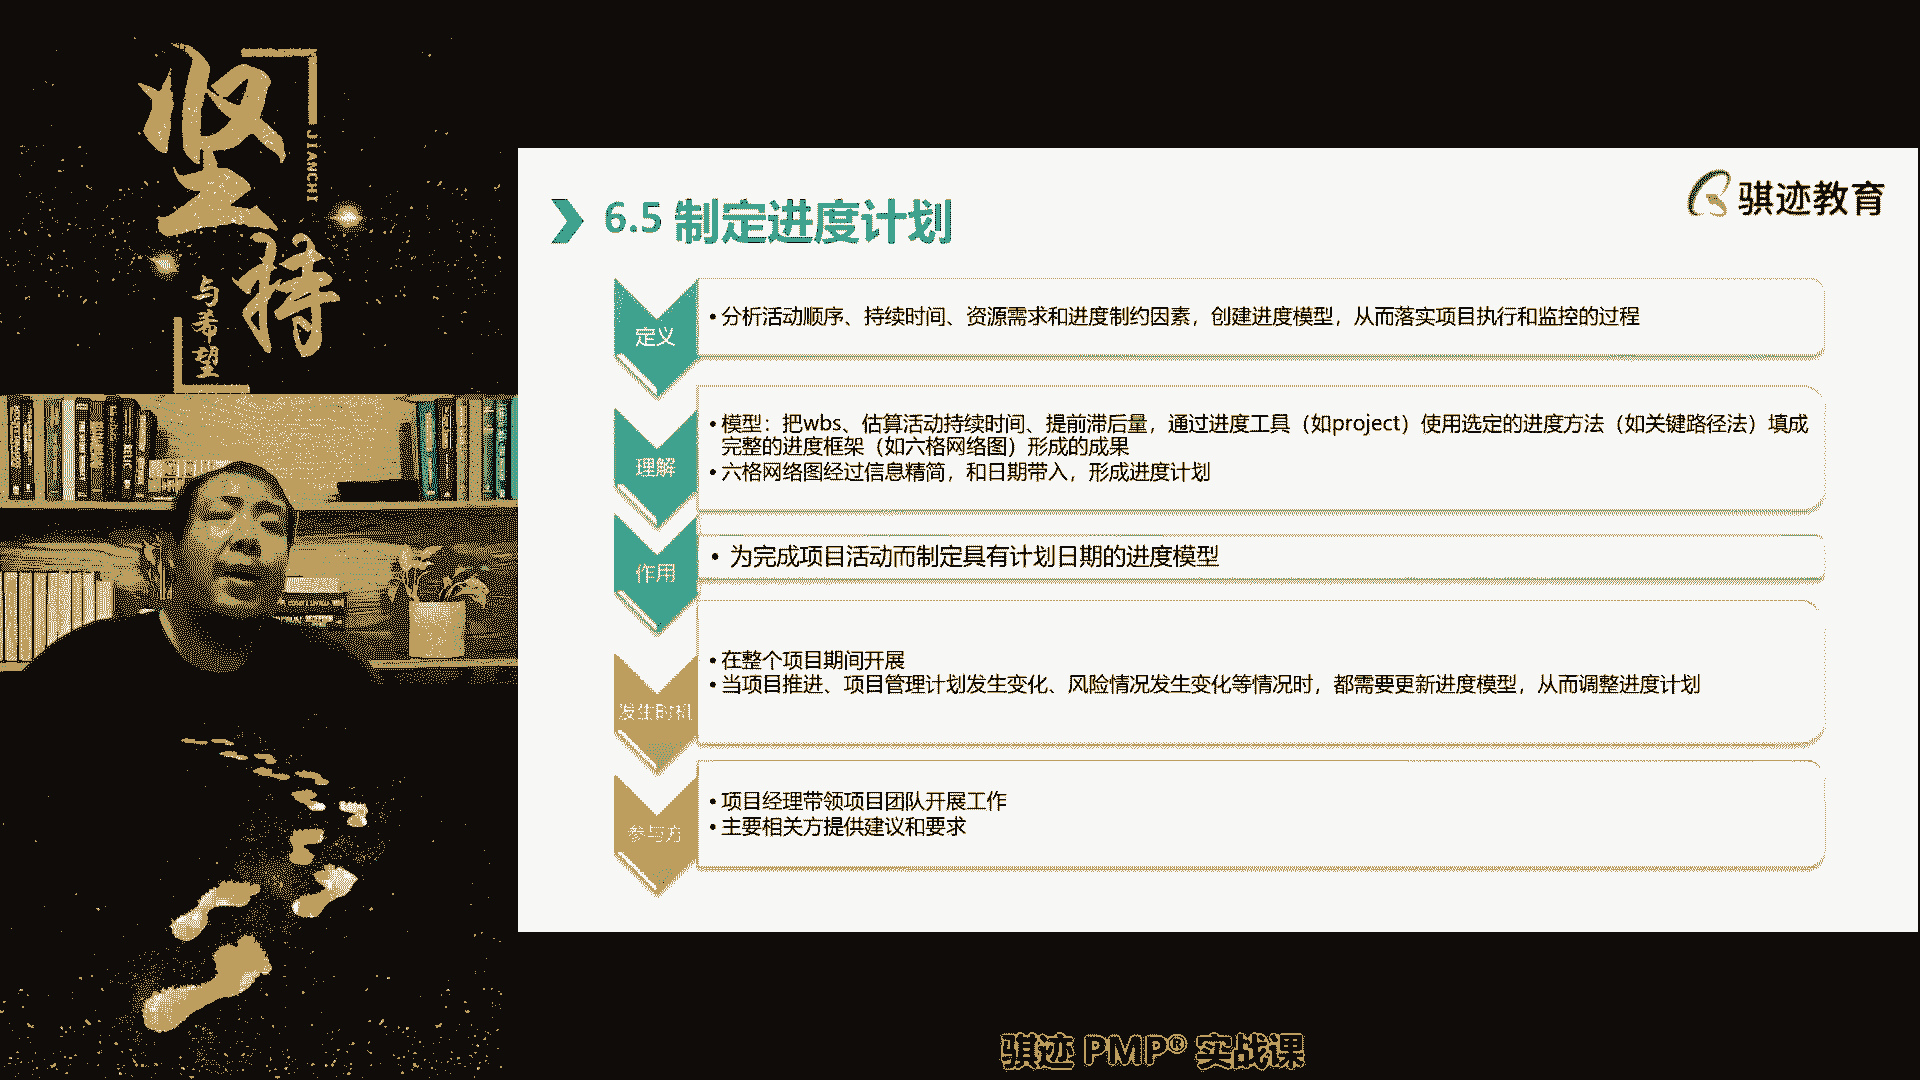 坚持
JIANCHI
与希望
骐迹教育
6.5 制定进度计划
定义
• 分析活动顺序、持续时间、资源需求和进度制约因素，创建进度模型，从而落实项目执行和监控的过程
理解
• 模型：把wbs、估算活动持续时间、提前滞后量，通过进度工具（如project）使用选定的进度方法（如关键路径法）填成
完整的进度框架（如六格网络图）形成的成果
• 六格网络图经过信息精简，和日期带入，形成进度计划
作用
• 为完成项目活动而制定具有计划日期的进度模型
发生时机
• 在整个项目期间开展
• 当项目推进、项目管理计划发生变化、风险情况发生变化等情况时，都需要更新进度模型，从而调整进度计划
参与方
• 项目经理带领项目团队开展工作
• 主要相关方提供建议和要求
骐迹 PMP® 实战课